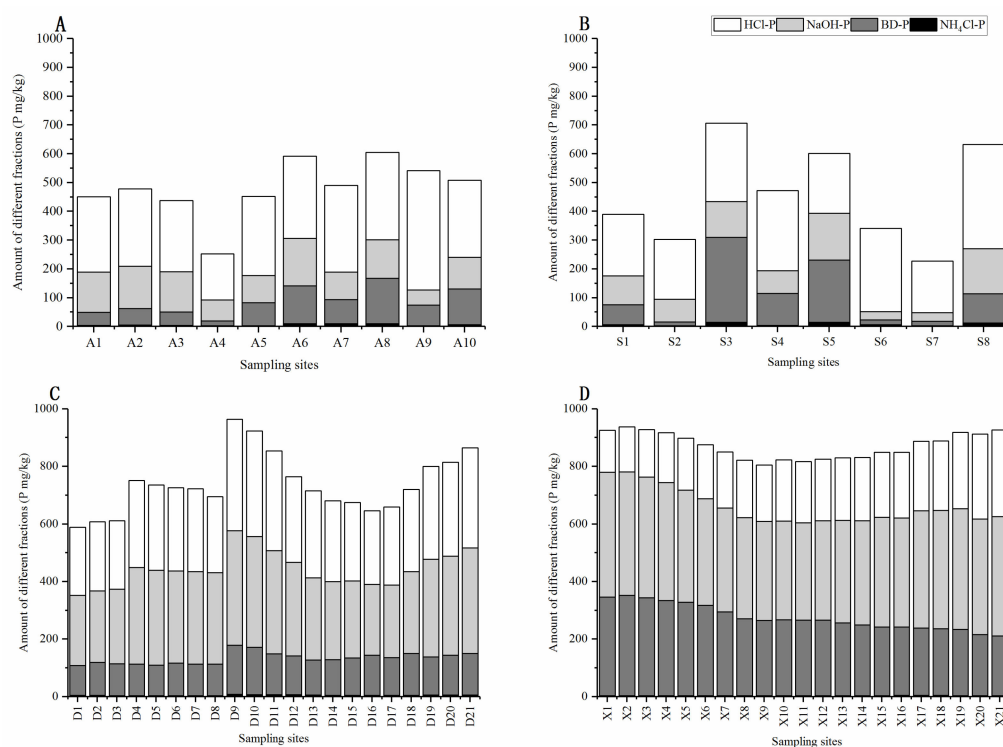 A
Amount of different fractions (P mg/kg)
1000
900
800
700
600
500
400
300
200
100
0
A1 A2 A3 A4 A5 A6 A7 A8 A9 A10
Sampling sites
B
HCl-P NaOH-P BD-P NH₄Cl-P
Amount of different fractions (P mg/kg)
1000
900
800
700
600
500
400
300
200
100
0
S1 S2 S3 S4 S5 S6 S7 S8
Sampling sites
C
Amount of different fractions (P mg/kg)
1000
800
600
400
200
0
D1 D2 D3 D4 D5 D6 D7 D8 D9 D10 D11 D12 D13 D14 D15 D16 D17 D18 D19 D20 D21
Sampling sites
D
Amount of different fractions (P mg/kg)
1000
800
600
400
200
0
X1 X2 X3 X4 X5 X6 X7 X8 X9 X10 X11 X12 X13 X14 X15 X16 X17 X18 X19 X20 X21
Sampling sites